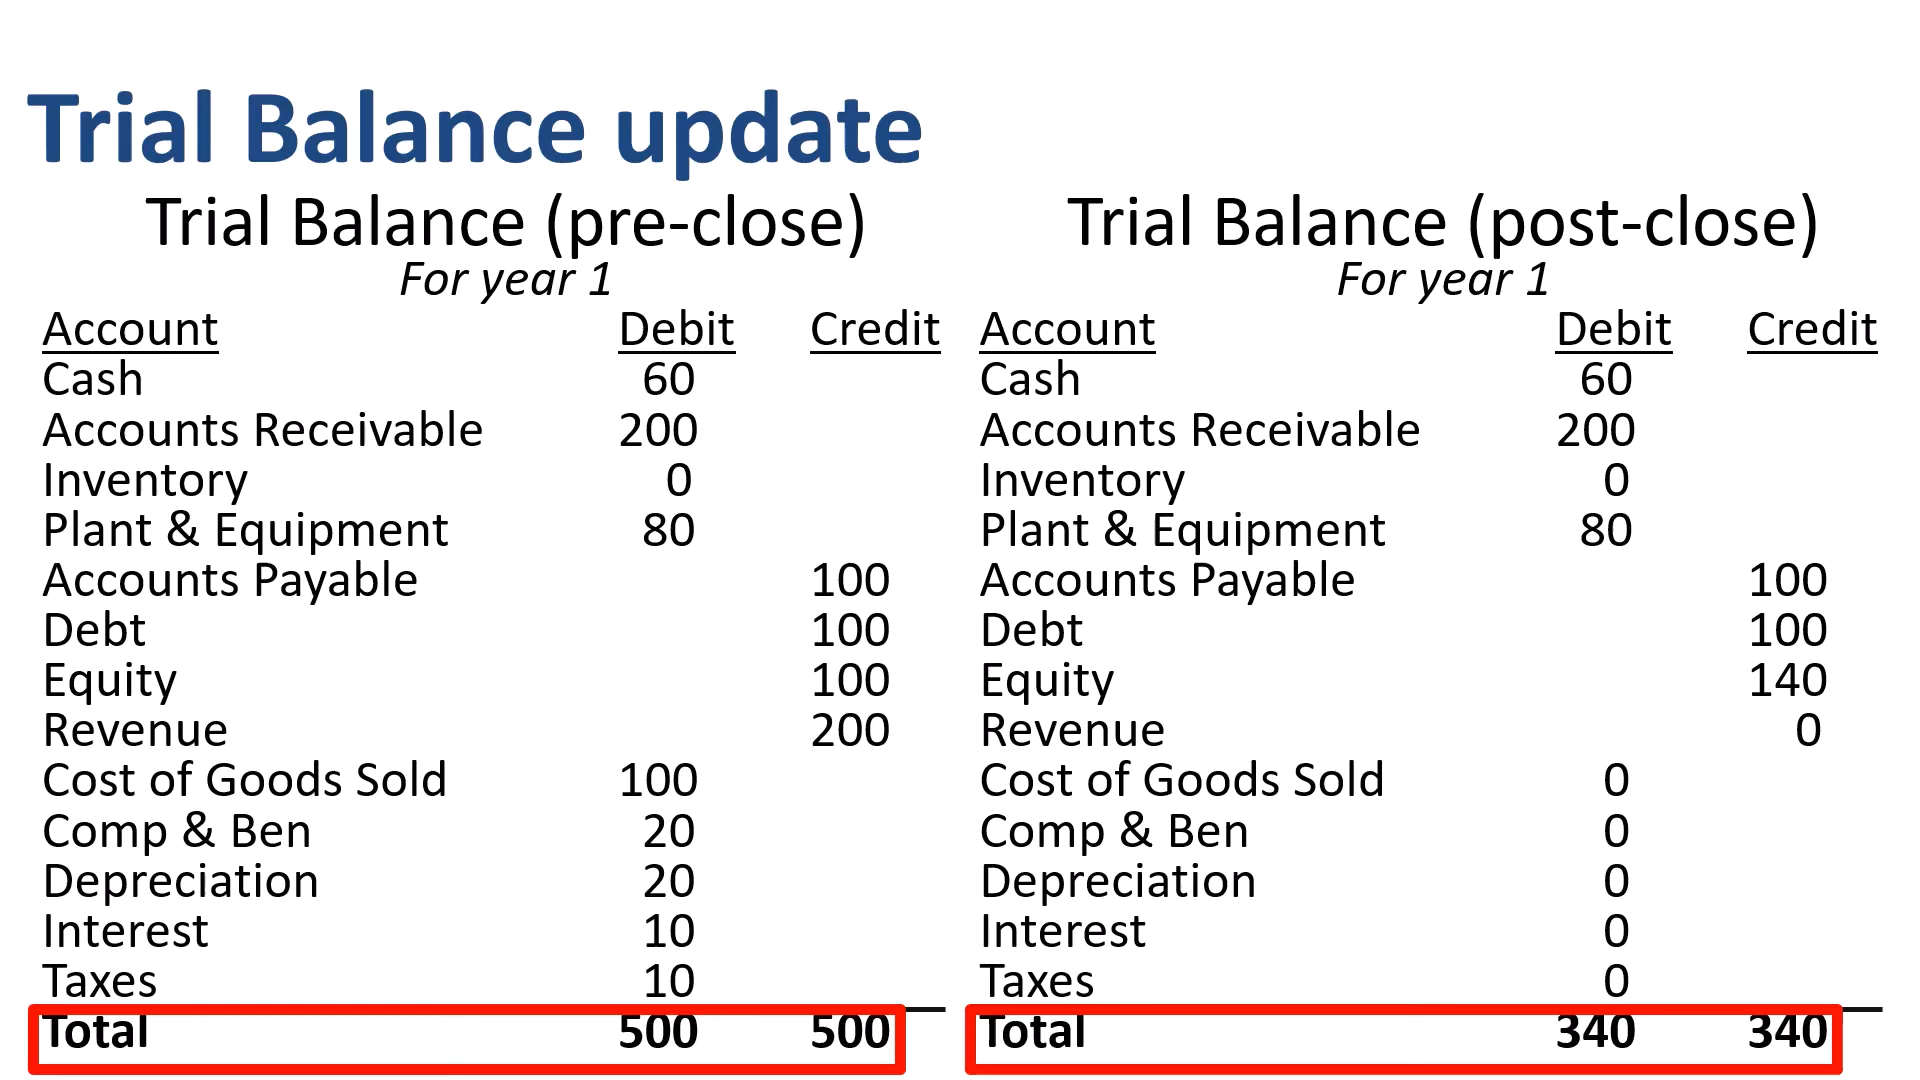 Trial Balance update
Trial Balance (pre-close)
For year 1
Account Debit Credit
Cash 60
Accounts Receivable 200
Inventory 0
Plant & Equipment 80
Accounts Payable 100
Debt 100
Equity 100
Revenue 200
Cost of Goods Sold 100
Comp & Ben 20
Depreciation 20
Interest 10
Taxes 10
Total 500 500
Trial Balance (post-close)
For year 1
Account Debit Credit
Cash 60
Accounts Receivable 200
Inventory 0
Plant & Equipment 80
Accounts Payable 100
Debt 100
Equity 140
Revenue 0
Cost of Goods Sold 0
Comp & Ben 0
Depreciation 0
Interest 0
Taxes 0
Total 340 340